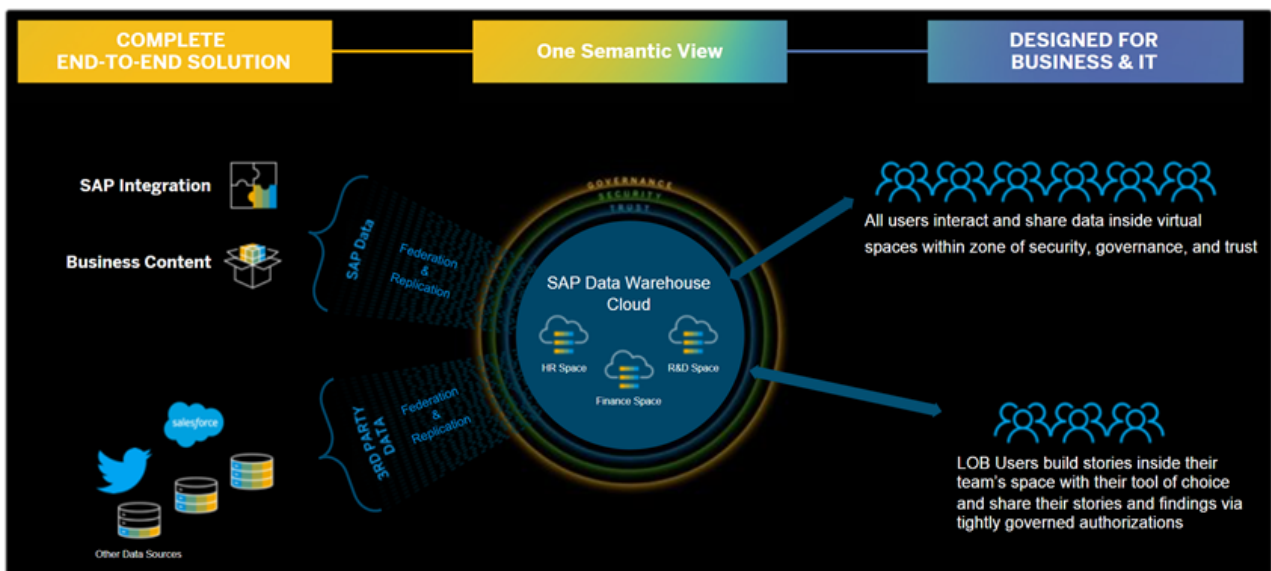 COMPLETE
END-TO-END SOLUTION
One Semantic View
DESIGNED FOR
BUSINESS & IT
SAP Integration
Business Content
SAP Data
Federation
&
Replication
3RD PARTY
DATA
Federation
&
Replication
salesforce
Other Data Sources
GOVERNANCE
SECURITY
TRUST
SAP Data Warehouse
Cloud
HR Space
R&D Space
Finance Space
All users interact and share data inside virtual
spaces within zone of security, governance, and trust
LOB Users build stories inside their
team's space with their tool of choice
and share their stories and findings via
tightly governed authorizations